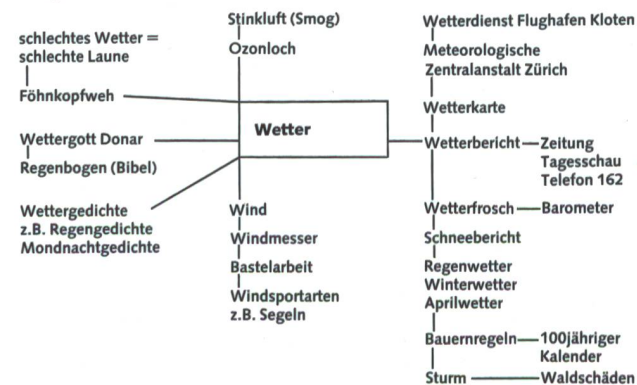 Stinkluft (Smog)
Ozonloch
schlechtes Wetter =
schlechte Laune
Föhnkopfweh
Wettergott Donar
Regenbogen (Bibel)
Wettergedichte
z.B. Regengedichte
Mondnachtgedichte
Wetter
Wind
Windmesser
Bastelarbeit
Windsportarten
z.B. Segeln
Wetterdienst Flughafen Kloten
Meteorologische
Zentralanstalt Zürich
Wetterkarte
Wetterbericht — Zeitung
Tagesschau
Telefon 162
Wetterfrosch — Barometer
Schneebericht
Regenwetter
Winterwetter
Aprilwetter
Bauernregeln — 100jähriger
Kalender
Sturm — Waldschäden